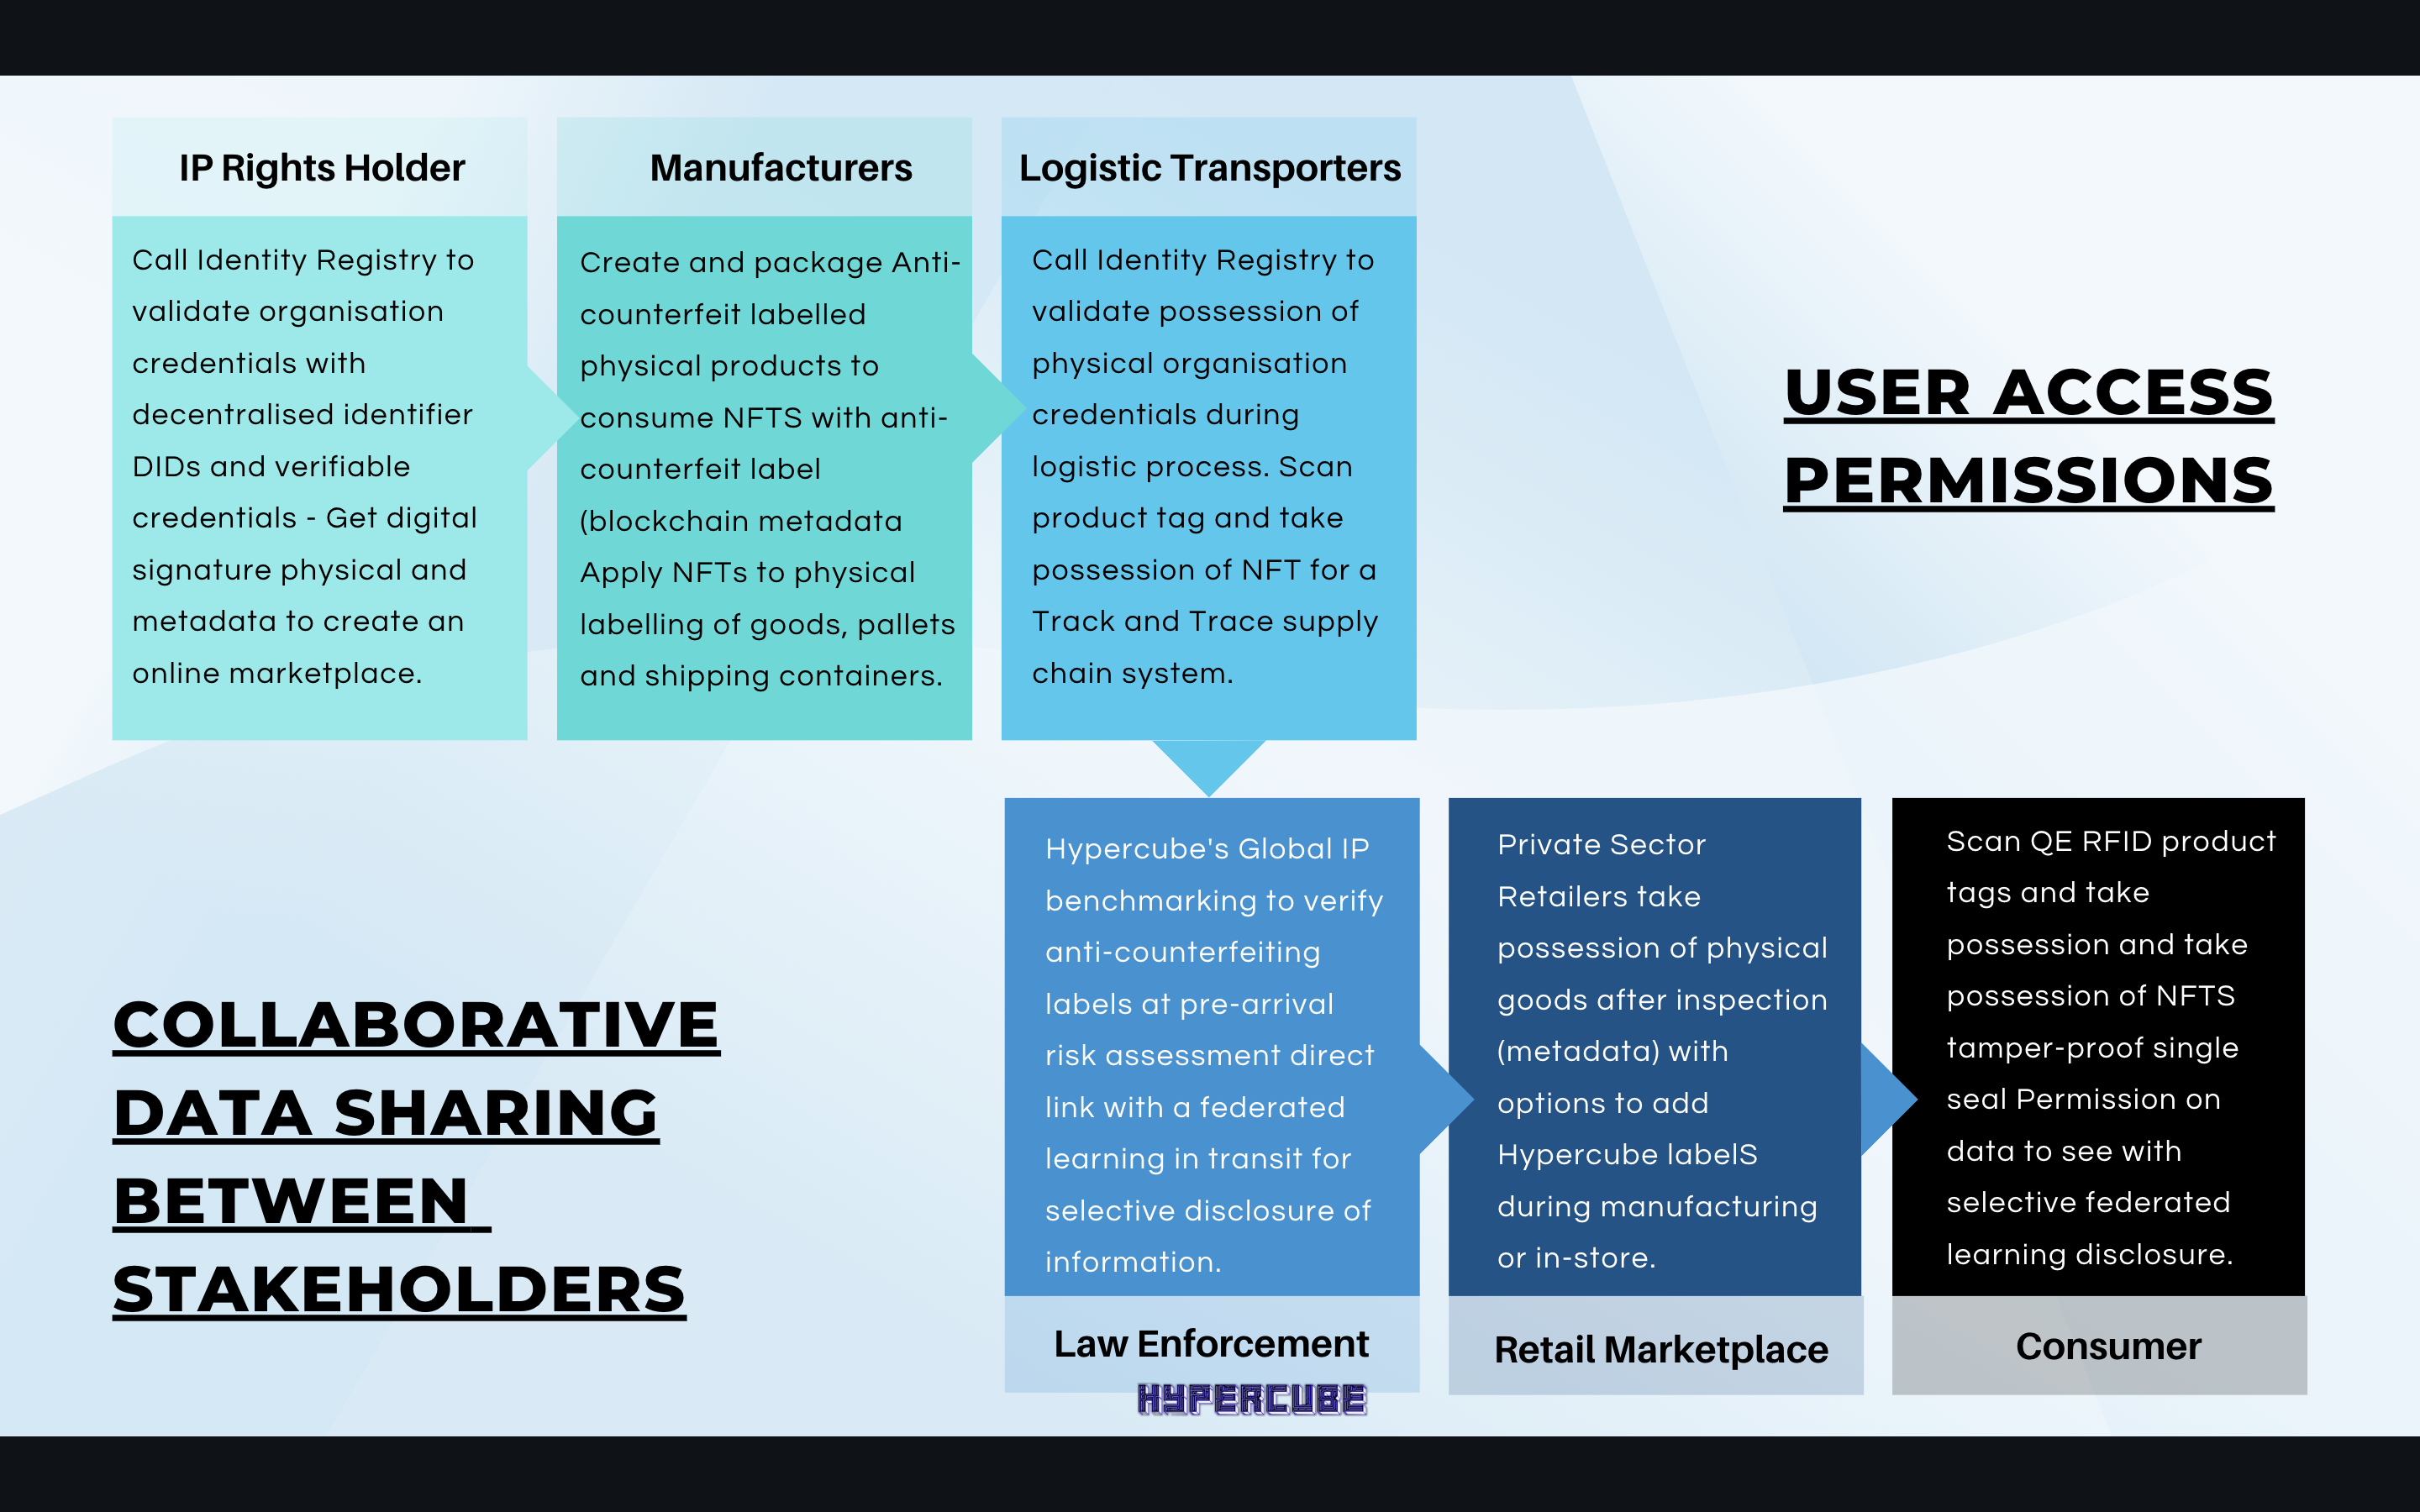 IP Rights Holder
Call Identity Registry to
validate organisation
credentials with
decentralised identifier
DIDs and verifiable
credentials - Get digital
signature physical and
metadata to create an
online marketplace.
Manufacturers
Create and package Anti-
counterfeit labelled
physical products to
consume NFTS with anti-
counterfeit label
(blockchain metadata
Apply NFTs to physical
labelling of goods, pallets
and shipping containers.
Logistic Transporters
Call Identity Registry to
validate possession of
physical organisation
credentials during
logistic process. Scan
product tag and take
possession of NFT for a
Track and Trace supply
chain system.
USER ACCESS
PERMISSIONS
COLLABORATIVE
DATA SHARING
BETWEEN
STAKEHOLDERS
Hypercube's Global IP
benchmarking to verify
anti-counterfeiting
labels at pre-arrival
risk assessment direct
link with a federated
learning in transit for
selective disclosure of
information.
Law Enforcement
Private Sector
Retailers take
possession of physical
goods after inspection
(metadata) with
options to add
Hypercube labelS
during manufacturing
or in-store.
Retail Marketplace
Scan QE RFID product
tags and take
possession and take
possession of NFTS
tamper-proof single
seal Permission on
data to see with
selective federated
learning disclosure.
Consumer
HYPERCUBE